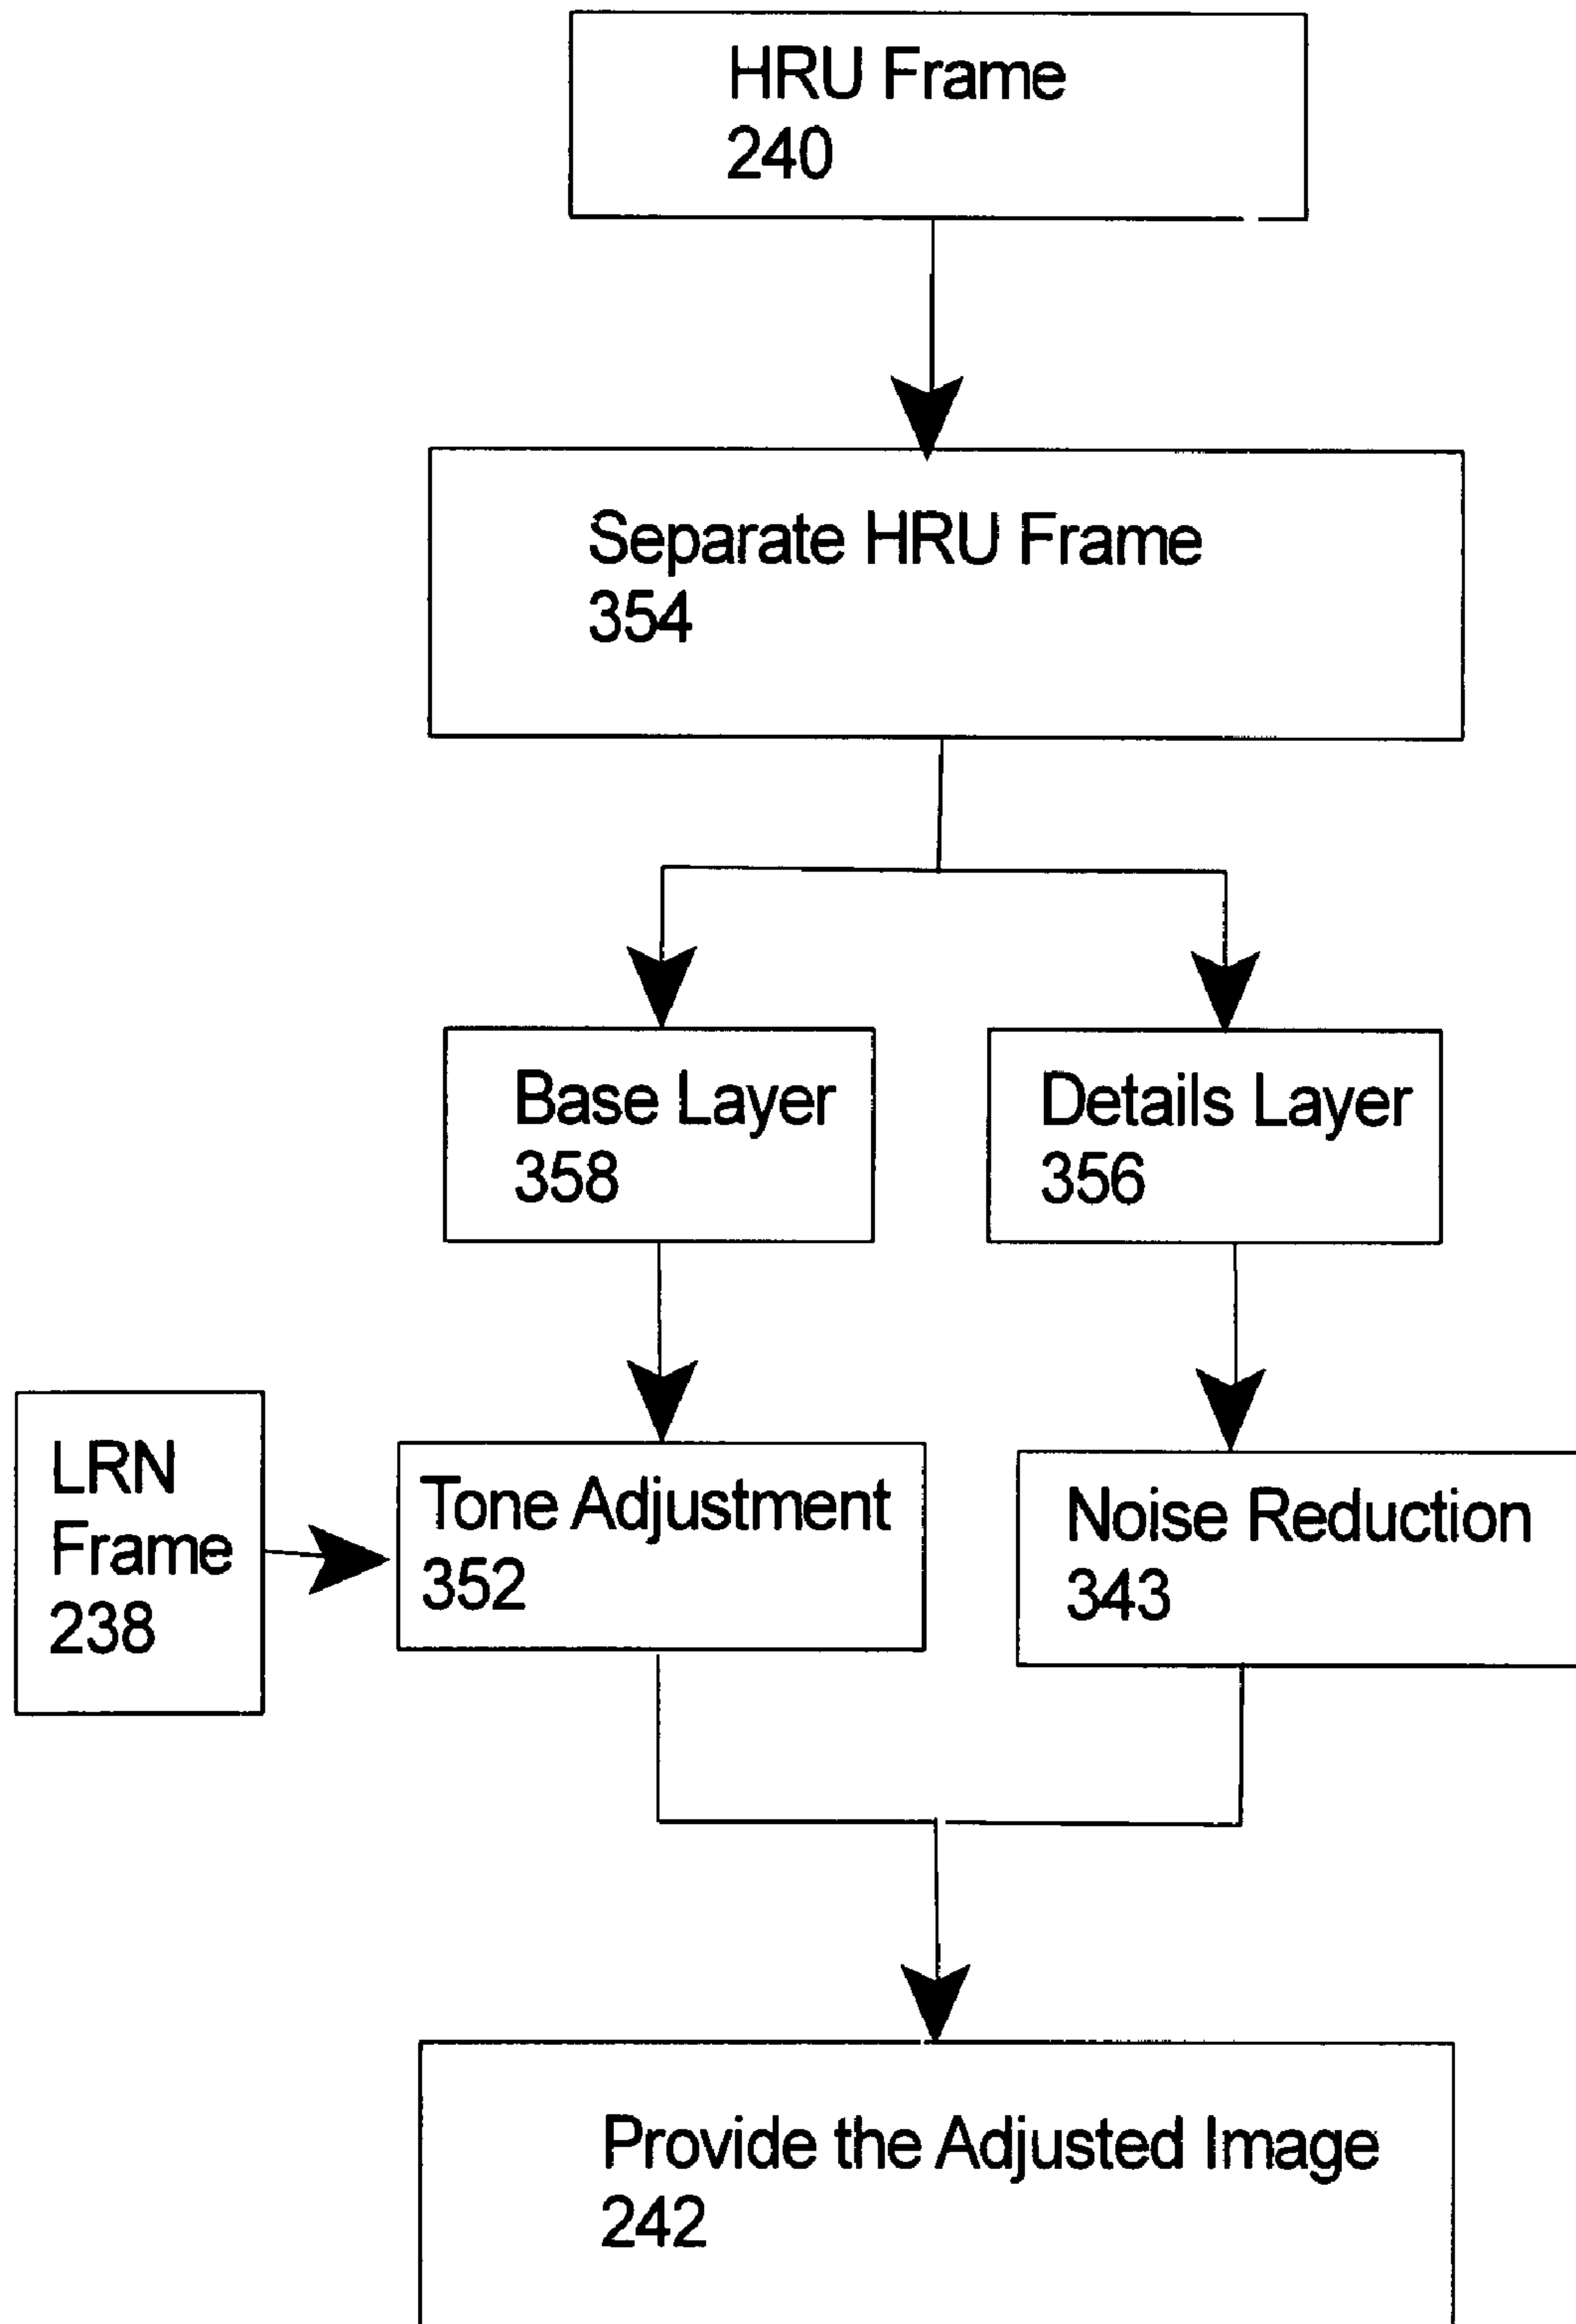 HRU Frame
240
Separate HRU Frame
354
Base Layer
358
Details Layer
356
LRN
Frame
238
Tone Adjustment
352
Noise Reduction
343
Provide the Adjusted Image
242